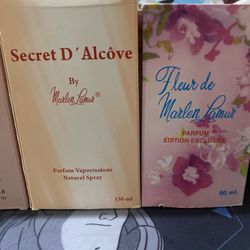 Secret D´Alcôve
By
Marlen Lamur®
Parfum Vaporisateur
Naturel Spray
150 ml
Fleur de
Marlen Lamur®
PARFUM
ÉDITION EXCLUSIVE
80 ml.